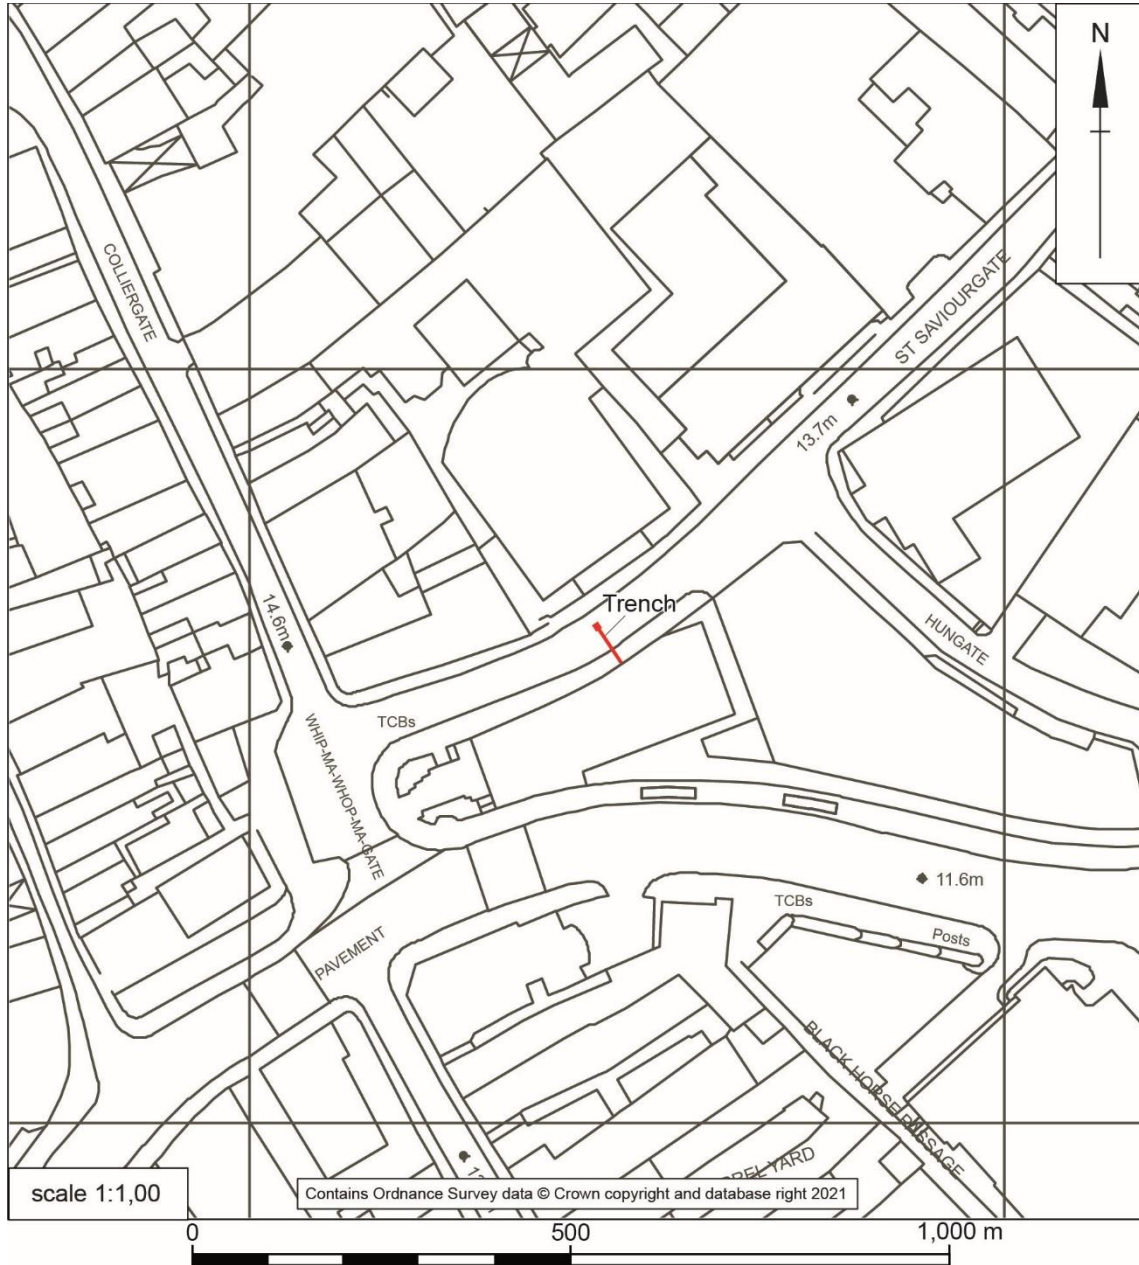 N
COLLIERGATE
ST SAVIOURGATE
13.7m
Trench
14.6m
HUNGATE
TCBs
WHIP-MA-WHOP-MA-GATE
11.6m
TCBs
Posts
PAVEMENT
BLACK HORSE PASSAGE
YARD
scale 1:1,00
Contains Ordnance Survey data © Crown copyright and database right 2021
0 500 1,000 m